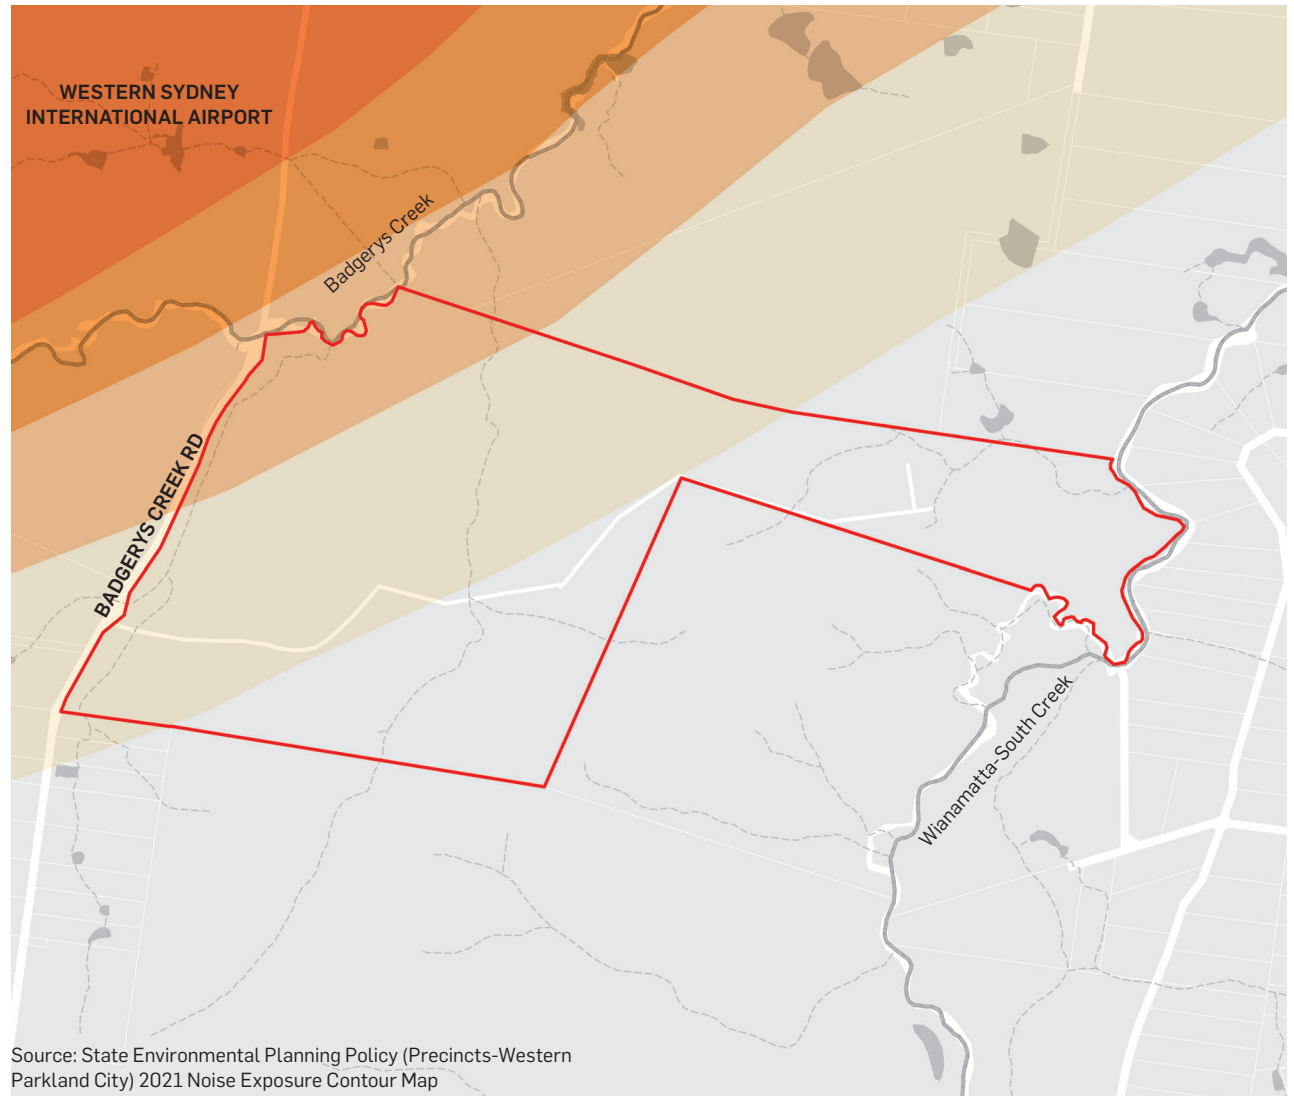 WESTERN SYDNEY
INTERNATIONAL AIRPORT
Badgerys Creek
BADGERYS CREEK RD
Wianamatta-South Creek
Source: State Environmental Planning Policy (Precincts-Western
Parkland City) 2021 Noise Exposure Contour Map